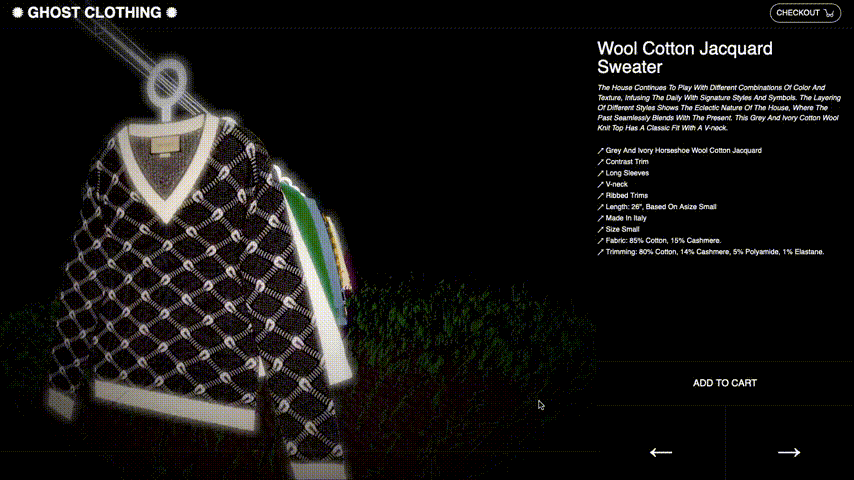 ✺ GHOST CLOTHING ✺
CHECKOUT
Wool Cotton Jacquard
Sweater
The House Continues To Play With Different Combinations Of Color And
Texture, Infusing The Daily With Signature Styles And Symbols. The Layering
Of Different Styles Shows The Eclectic Nature Of The House, Where The
Past Seamlessly Blends With The Present. This Grey And Ivory Cotton Wool
Knit Top Has A Classic Fit With A V-neck.
Grey And Ivory Horseshoe Wool Cotton Jacquard
Contrast Trim
Long Sleeves
V-neck
Ribbed Trims
Length: 26", Based On Asize Small
Made In Italy
Size Small
Fabric: 85% Cotton, 15% Cashmere.
Trimming: 80% Cotton, 14% Cashmere, 5% Polyamide, 1% Elastane.
ADD TO CART
← →